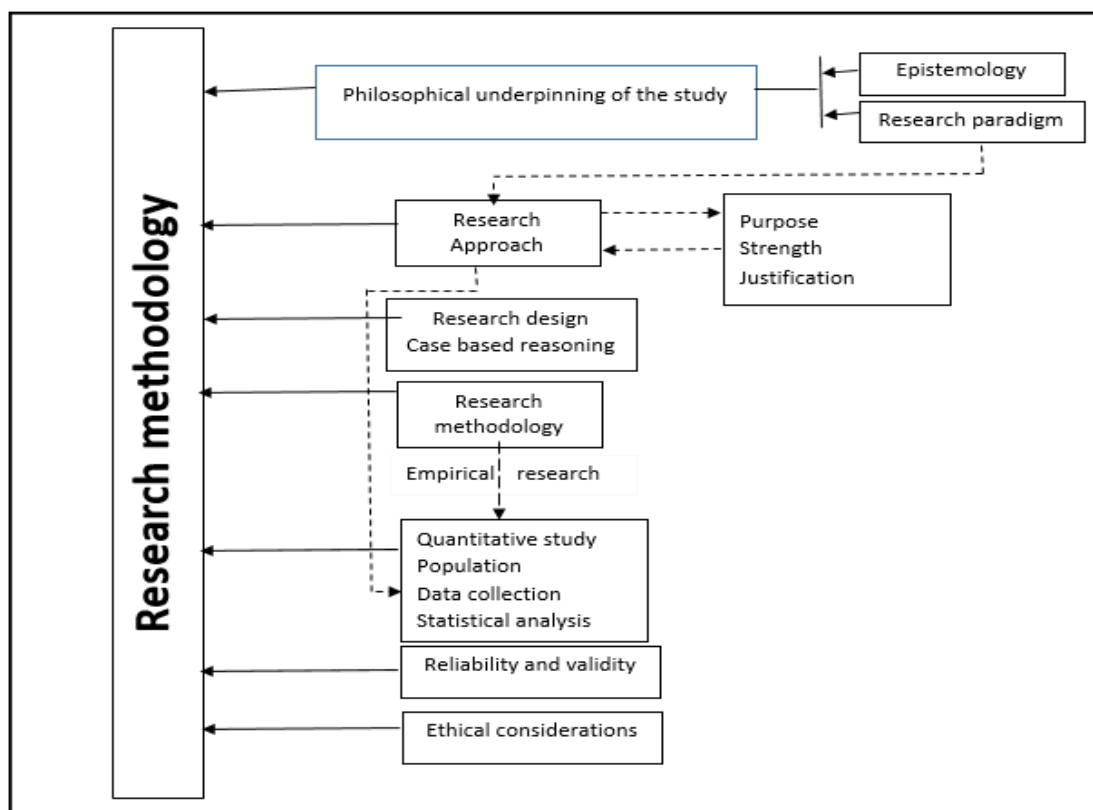 Research methodology
Philosophical underpinning of the study
Epistemology
Research paradigm
Research
Approach
Purpose
Strength
Justification
Research design
Case based reasoning
Research
methodology
Empirical research
Quantitative study
Population
Data collection
Statistical analysis
Reliability and validity
Ethical considerations